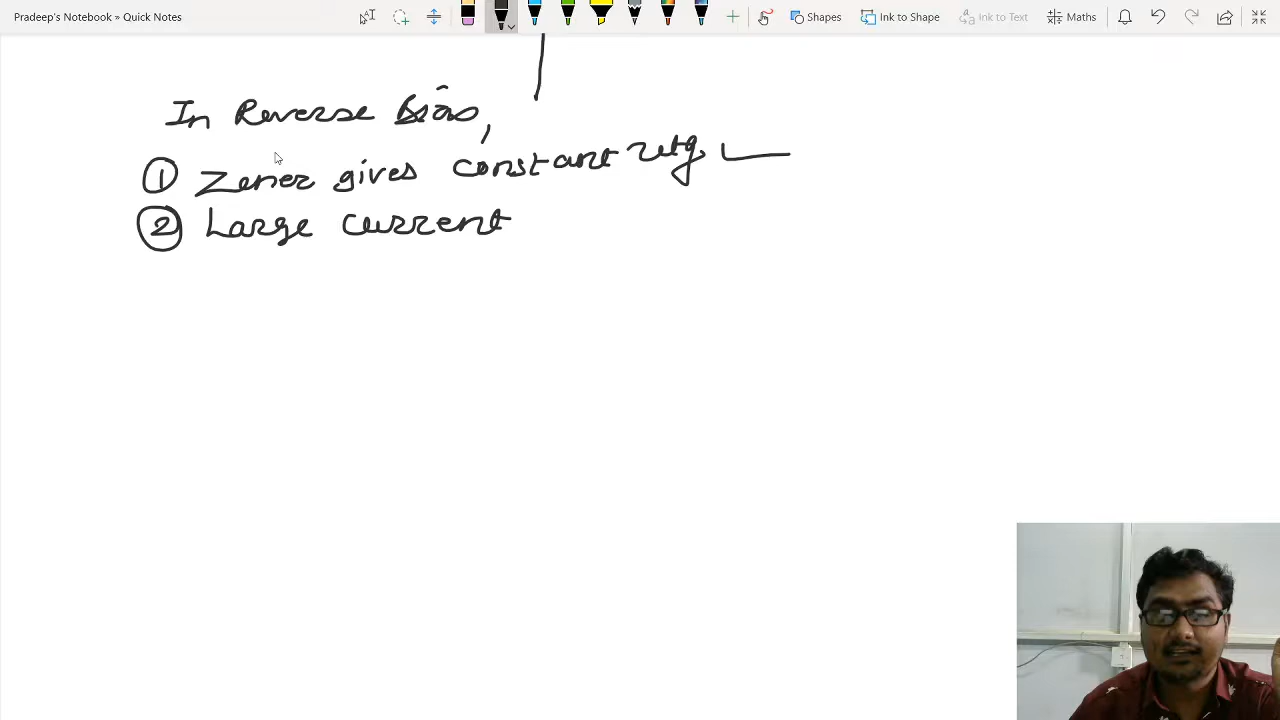 Pradeep's Notebook » Quick Notes
Shapes
Ink to Shape
Ink to Text
Maths
In Reverse Bias,
① Zener gives constant vtg.
② Large current